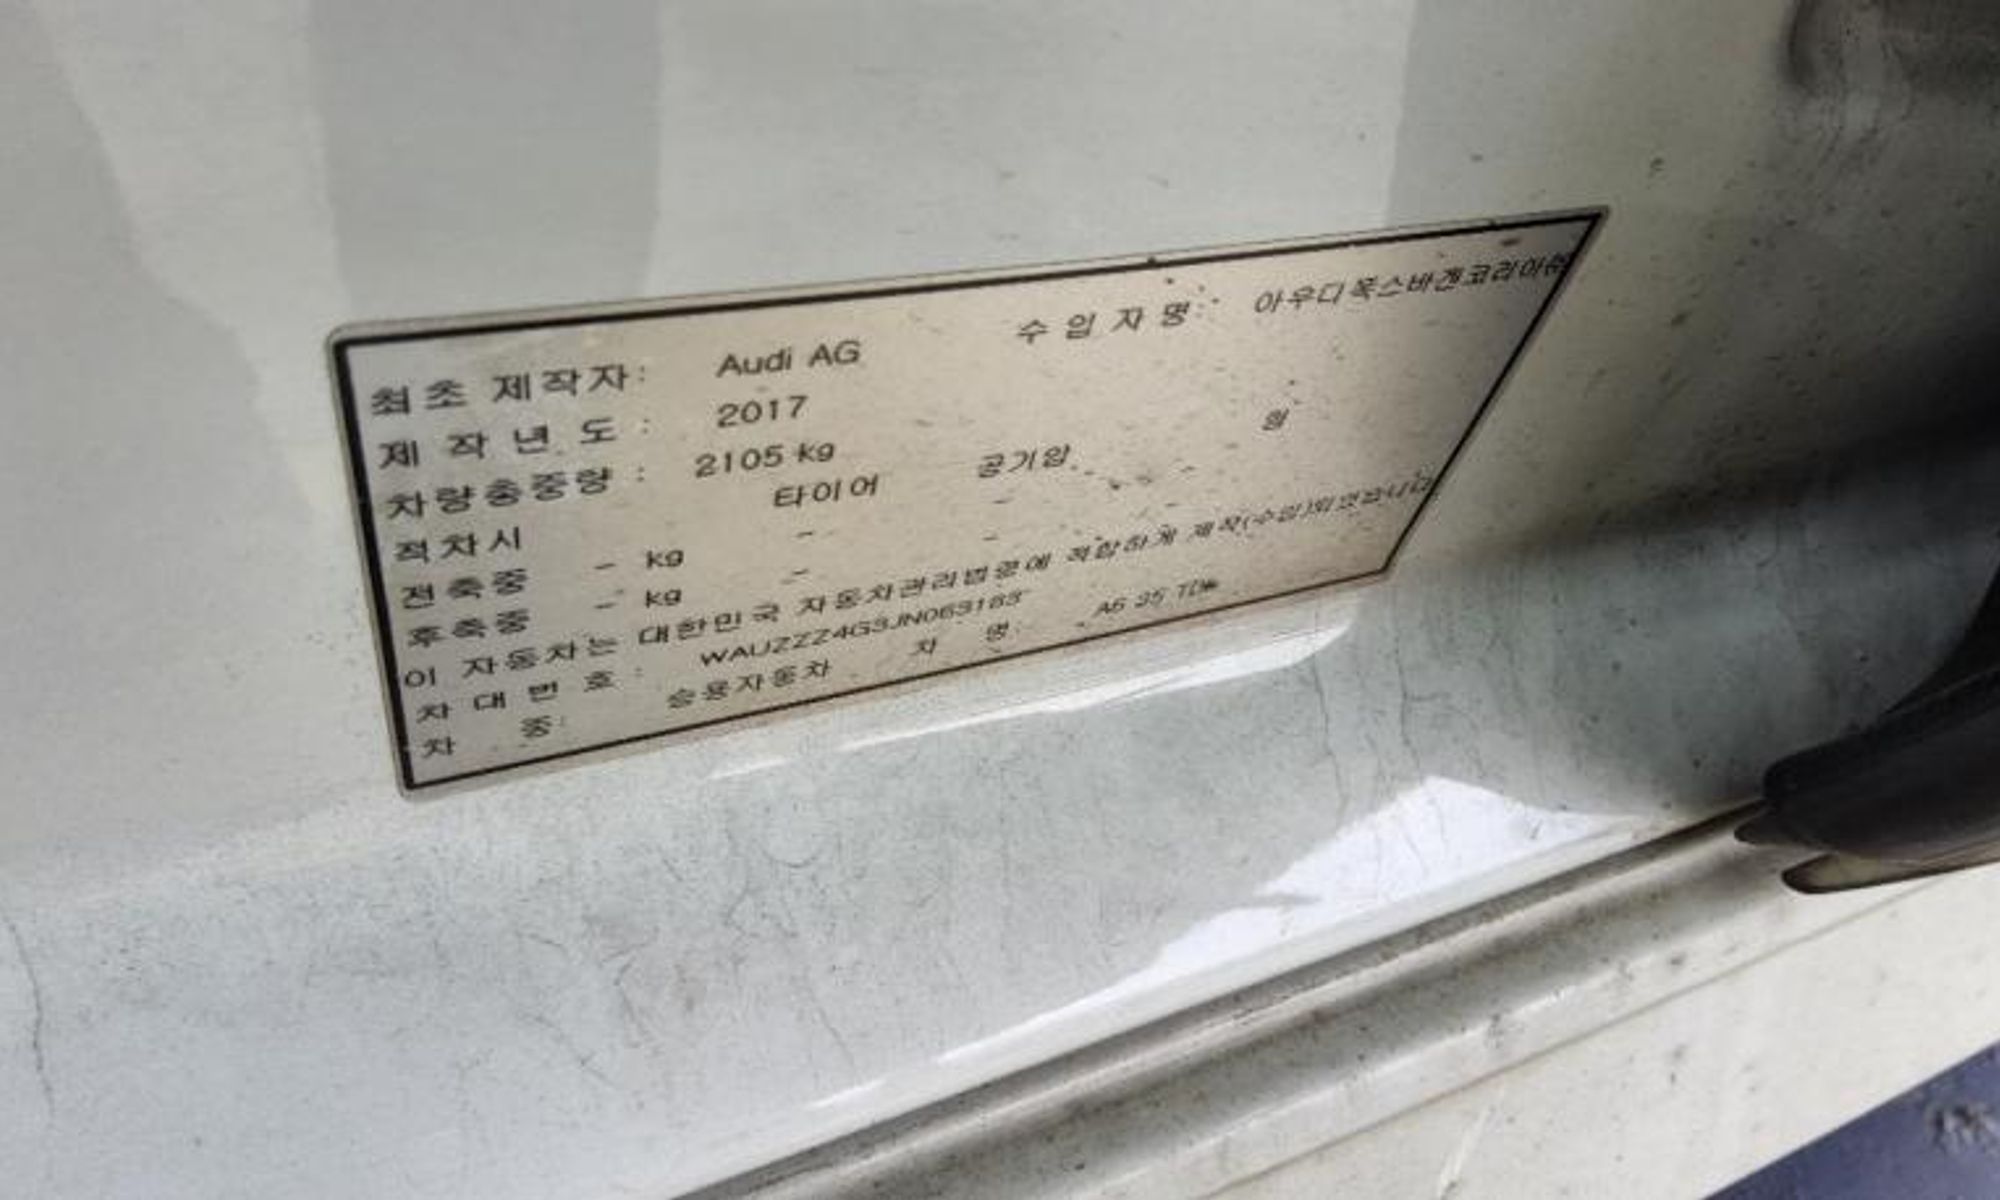 최초 제작자: Audi AG 수 입 자 명: 아우디폭스바겐코리아㈜
제 작 년 도: 2017 월
차량총중량: 2105 kg
적차시 타이어 공기압
전축중 - kg - -
후축중 - kg - -
이 자동차는 대한민국 자동차관리법령에 적합하게 제작(수입)되었습니다
차 대 번 호: WAUZZZ4G3JN063183
차 종: 승용자동차 차 명: A6 35 TDI